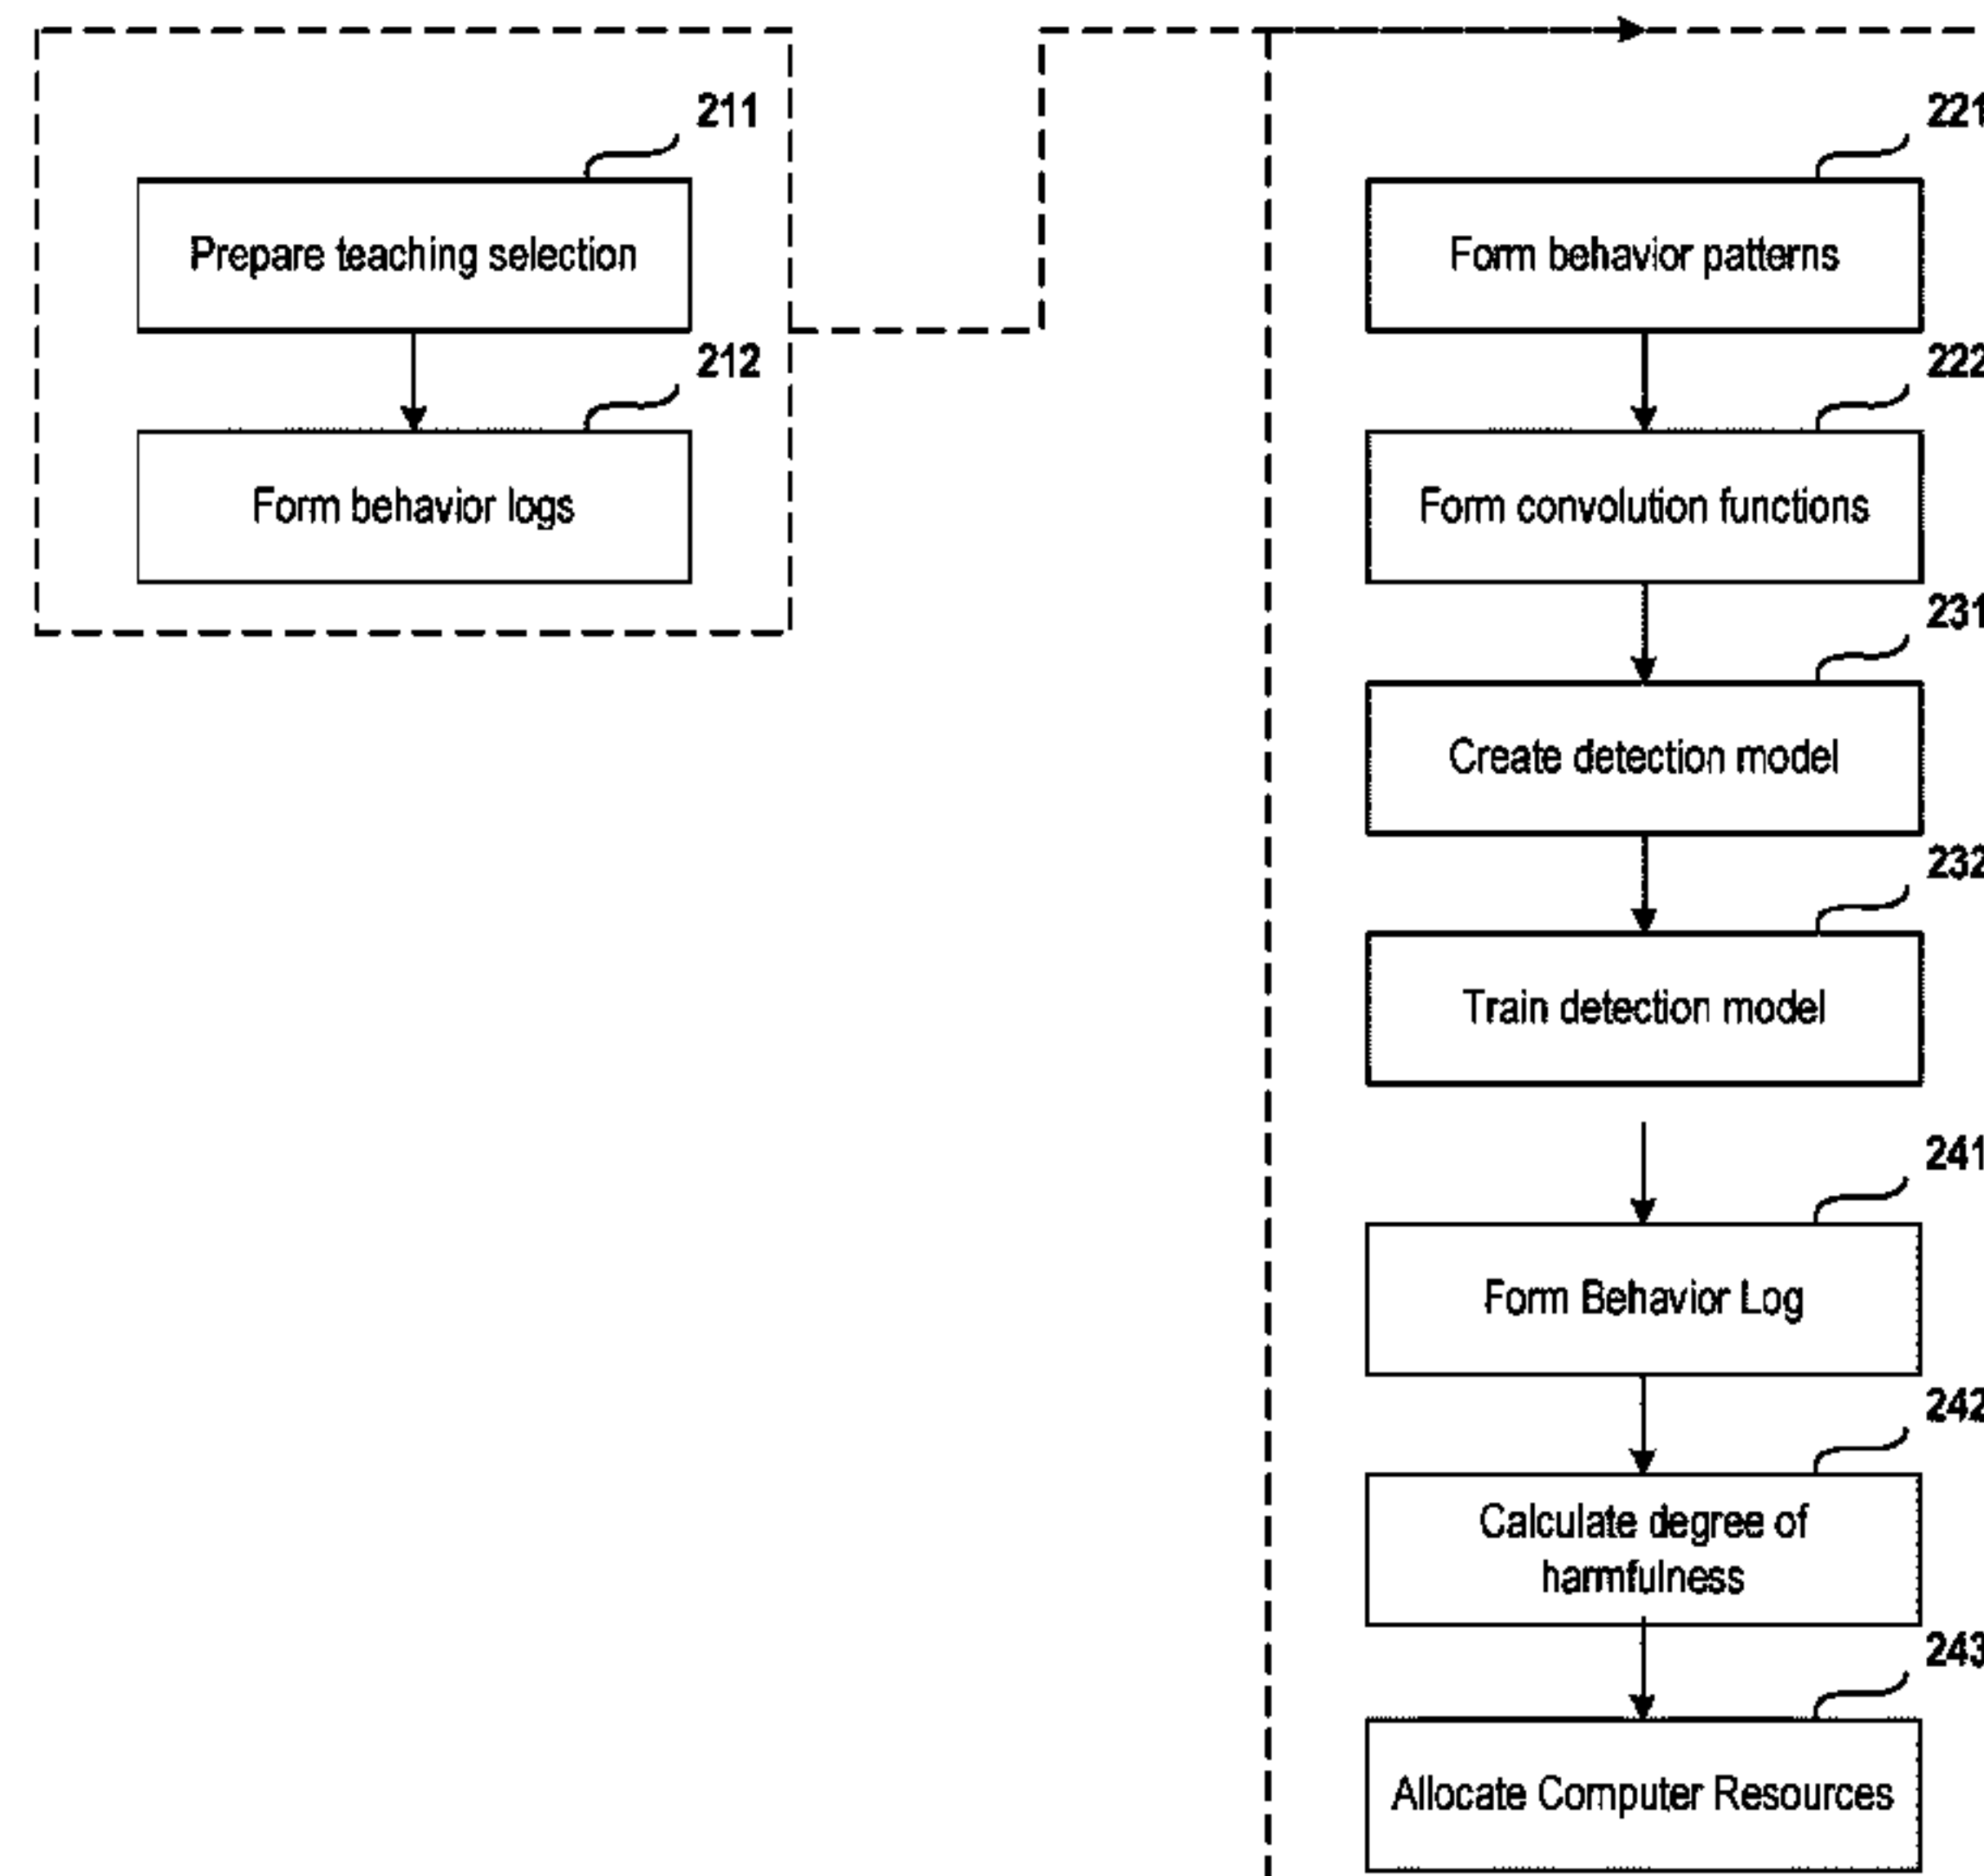 211
Prepare teaching selection
212
Form behavior logs
221
Form behavior patterns
222
Form convolution functions
231
Create detection model
232
Train detection model
241
Form Behavior Log
242
Calculate degree of
harmfulness
243
Allocate Computer Resources